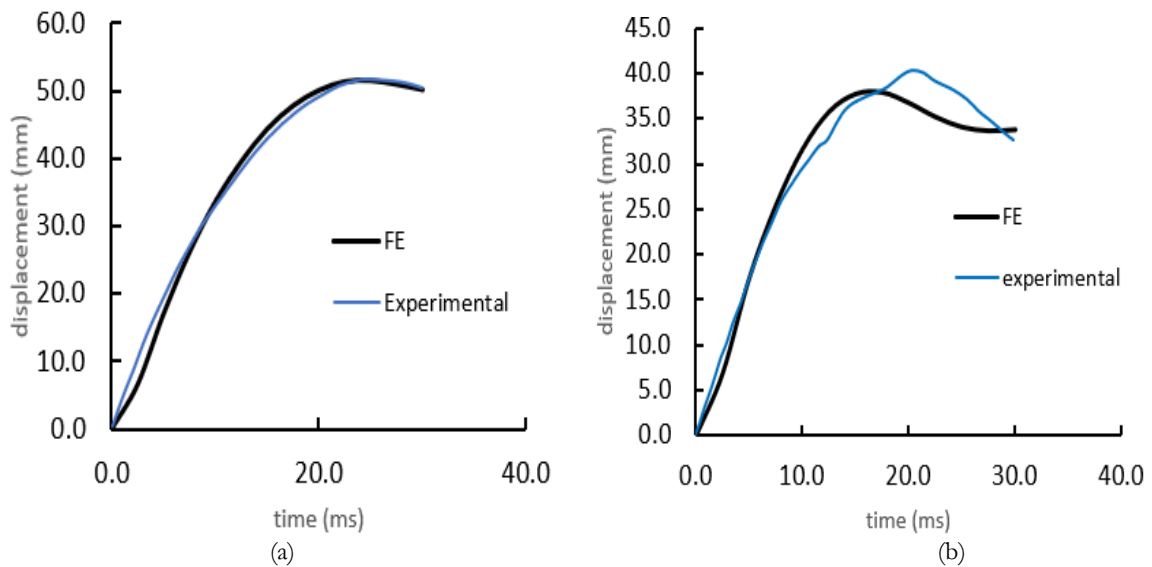 60.0
50.0
40.0
30.0
20.0
10.0
0.0
displacement (mm)
FE
Experimental
0.0 20.0 40.0
time (ms)
(a)
45.0
40.0
35.0
30.0
25.0
20.0
15.0
10.0
5.0
0.0
displacement (mm)
FE
experimental
0.0 10.0 20.0 30.0 40.0
time (ms)
(b)